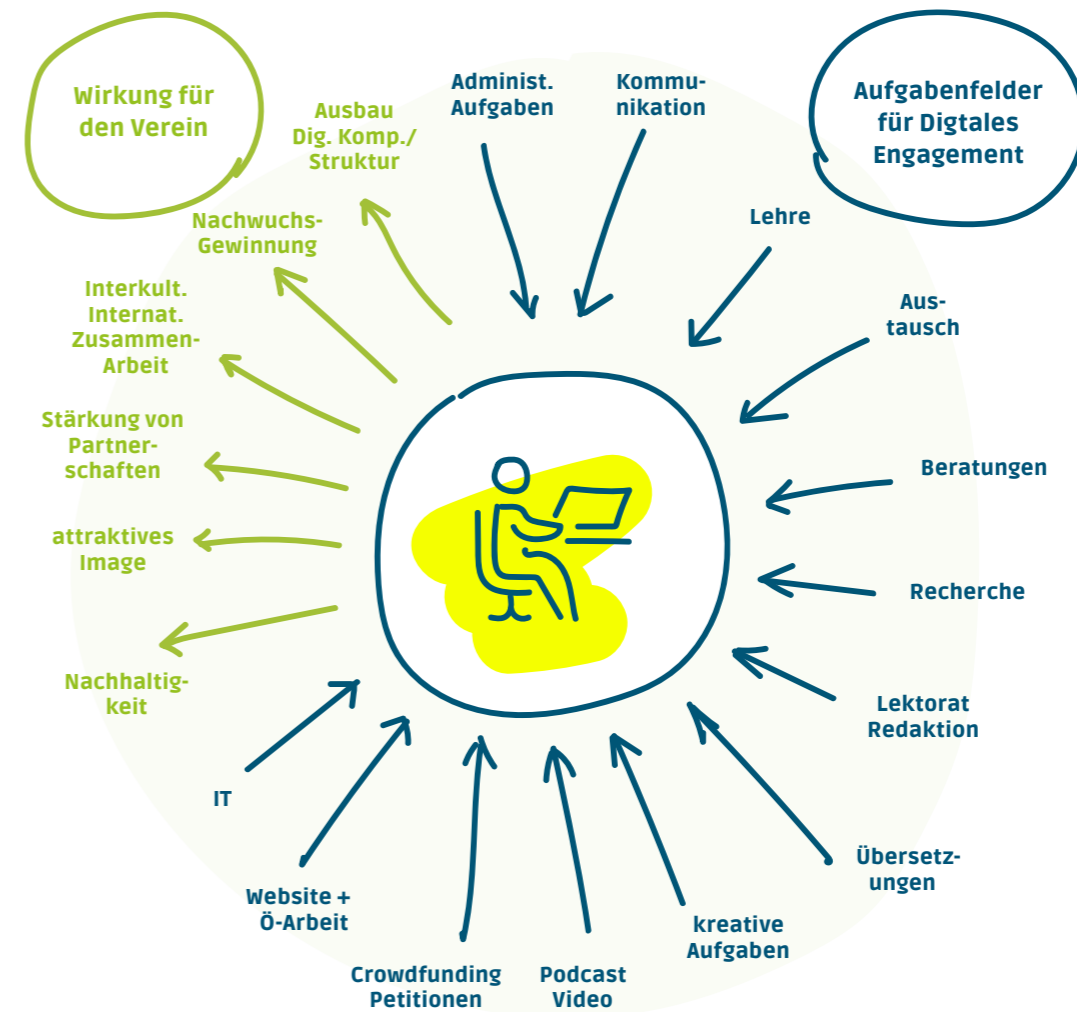 Wirkung für
den Verein
Ausbau
Dig. Komp./
Struktur
Nachwuchs-
Gewinnung
Interkult.
Internat.
Zusammen-
Arbeit
Stärkung von
Partner-
schaften
attraktives
Image
Nachhaltig-
keit
Administ.
Aufgaben
Kommu-
nikation
Aufgabenfelder
für Digtales
Engagement
Lehre
Aus-
tausch
Beratungen
Recherche
Lektorat
Redaktion
Übersetz-
ungen
kreative
Aufgaben
Podcast
Video
Crowdfunding
Petitionen
Website +
Ö-Arbeit
IT